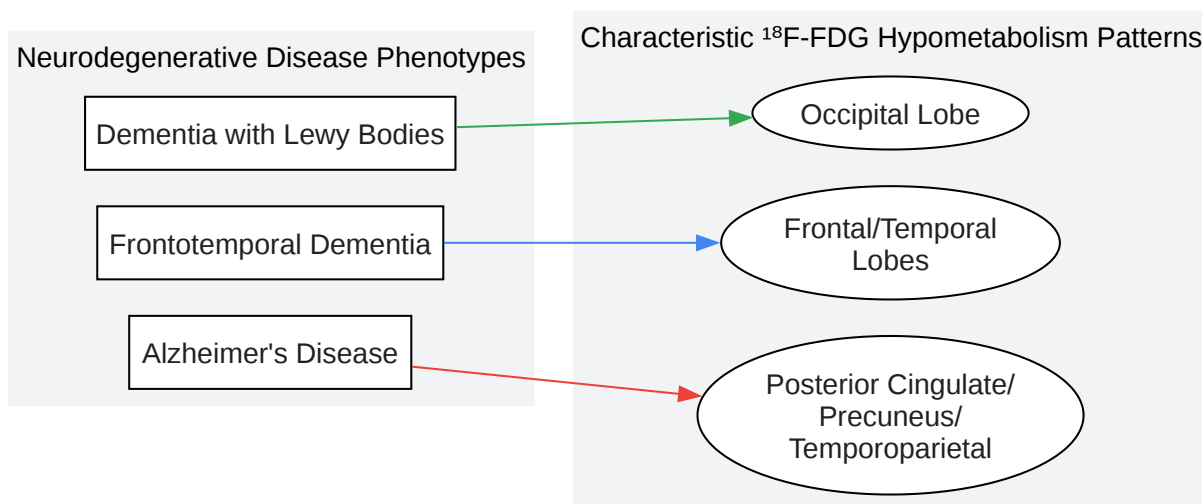 Neurodegenerative Disease Phenotypes
Dementia with Lewy Bodies
Frontotemporal Dementia
Alzheimer's Disease
Characteristic ¹⁸F-FDG Hypometabolism Patterns
Occipital Lobe
Frontal/Temporal
Lobes
Posterior Cingulate/
Precuneus/
Temporoparietal